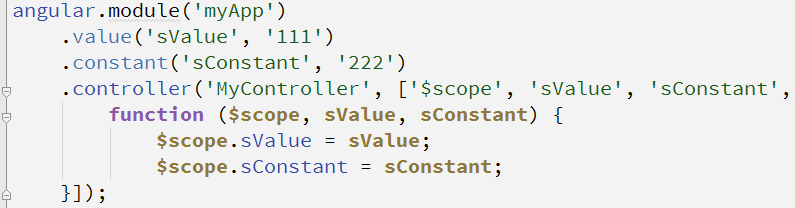 angular.module('myApp')
    .value('sValue', '111')
    .constant('sConstant', '222')
    .controller('MyController', ['$scope', 'sValue', 'sConstant',
        function ($scope, sValue, sConstant) {
            $scope.sValue = sValue;
            $scope.sConstant = sConstant;
    }]);